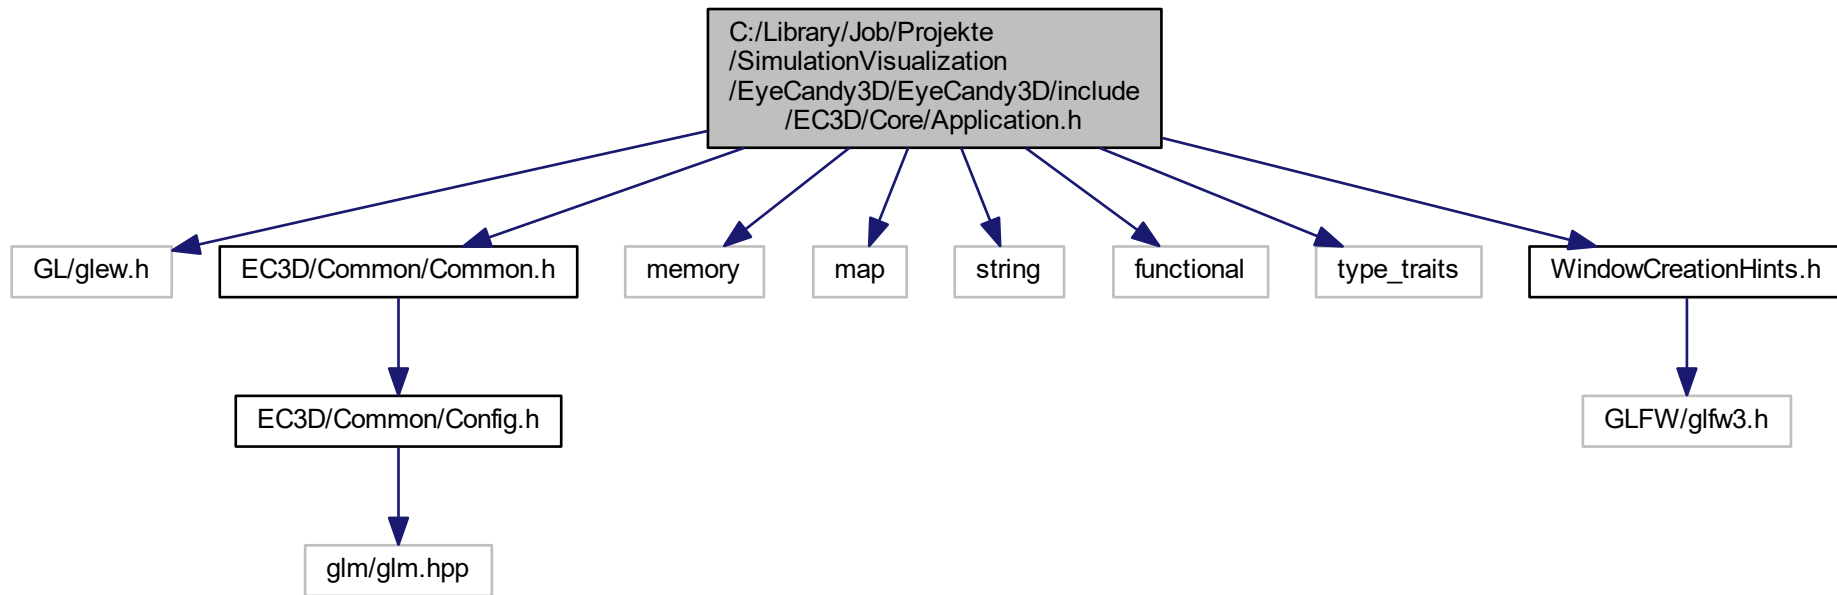 C:/Library/Job/Projekte
/SimulationVisualization
/EyeCandy3D/EyeCandy3D/include
/EC3D/Core/Application.h
GL/glew.h
EC3D/Common/Common.h
memory
map
string
functional
type_traits
WindowCreationHints.h
EC3D/Common/Config.h
GLFW/glfw3.h
glm/glm.hpp